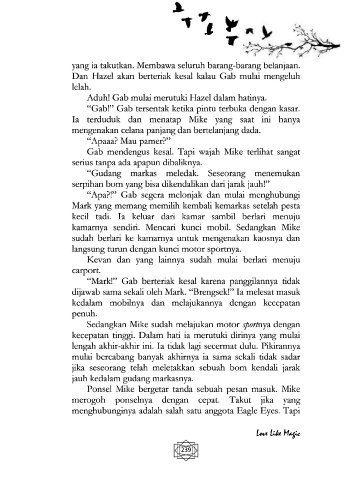 yang ia takutkan. Membawa seluruh barang-barang belanjaan.
Dan Hazel akan berteriak kesal kalau Gab mulai mengeluh
lelah.
Aduh! Gab mulai merutuki Hazel dalam hatinya.
“Gab!” Gab tersentak ketika pintu terbuka dengan kasar.
Ia terduduk dan menatap Mike yang saat ini hanya
mengenakan celana panjang dan bertelanjang dada.
“Apaaa? Mau pamer?”
Gab mendengus kesal. Tapi wajah Mike terlihat sangat
serius tanpa ada apapun dibaliknya.
“Gudang markas meledak. Seseorang menemukan
serpihan bom yang bisa dikendalikan dari jarak jauh!”
“Apa?!” Gab segera melonjak dan mulai menghubungi
Mark yang memang memilih kembali kemarkas setelah pesta
kecil tadi. Ia keluar dari kamar sambil berlari menuju
kamarnya sendiri. Mencari kunci mobil. Sedangkan Mike
sudah berlari ke kamarnya untuk mengenakan kaosnya dan
langsung turun dengan kunci motor sportnya.
Kevan dan yang lainnya sudah mulai berlari menuju
carport.
“Mark!” Gab berteriak kesal karena panggilannya tidak
dijawab sama sekali oleh Mark. “Brengsek!” Ia melesat masuk
kedalam mobilnya dan melajukannya dengan kecepatan
penuh.
Sedangkan Mike sudah melajukan motor sportnya dengan
kecepatan tinggi. Dalam hati ia merutuki dirinya yang mulai
lengah akhir-akhir ini. Ia tidak lagi secermat dulu. Pikirannya
mulai bercabang banyak akhirnya ia sama sekali tidak sadar
jika seseorang telah meletakkan sebuah bom kendali jarak
jauh kedalam gudang markasnya.
Ponsel Mike bergetar tanda sebuah pesan masuk. Mike
merogoh ponselnya dengan cepat. Takut jika yang
menghubunginya adalah salah satu anggota Eagle Eyes. Tapi
Love Like Magic
239